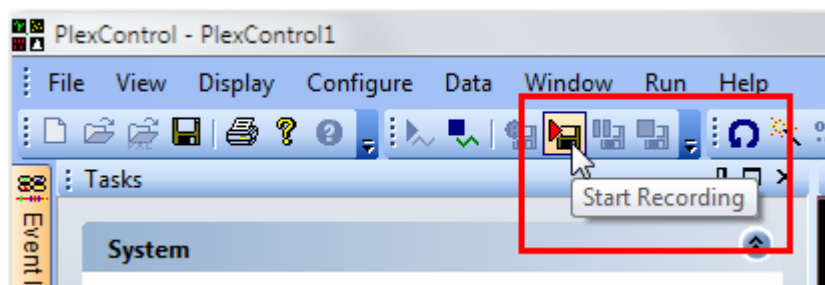 PlexControl - PlexControl1
File View Display Configure Data Window Run Help
Tasks
Start Recording
Event
System